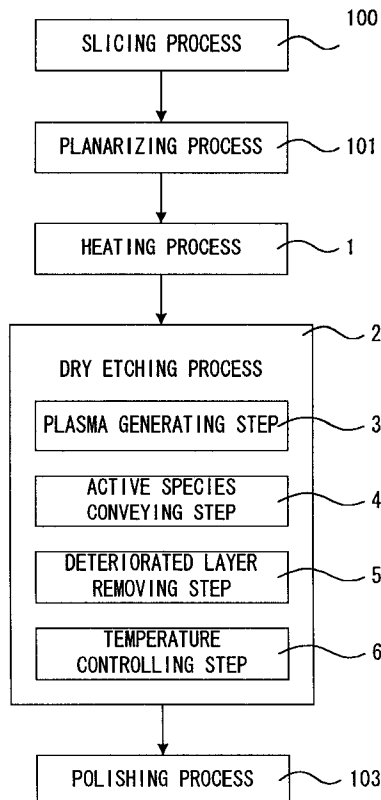 SLICING PROCESS
100
PLANARIZING PROCESS
101
HEATING PROCESS
1
2
DRY ETCHING PROCESS
PLASMA GENERATING STEP
3
ACTIVE SPECIES
CONVEYING STEP
4
DETERIORATED LAYER
REMOVING STEP
5
TEMPERATURE
CONTROLLING STEP
6
POLISHING PROCESS
103